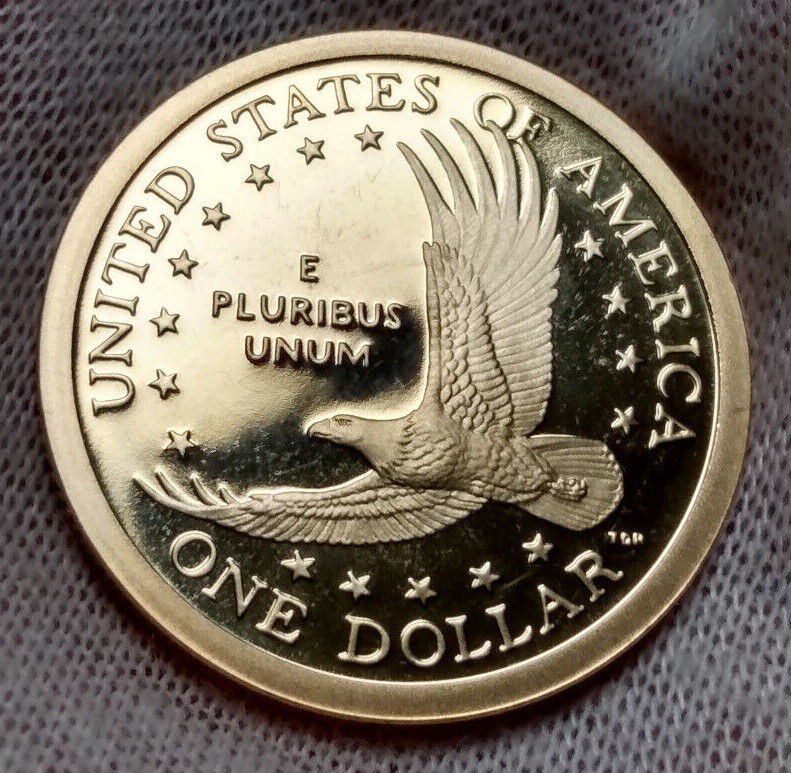 UNITED STATES OF AMERICA
E
PLURIBUS
UNUM
TDR
ONE DOLLAR